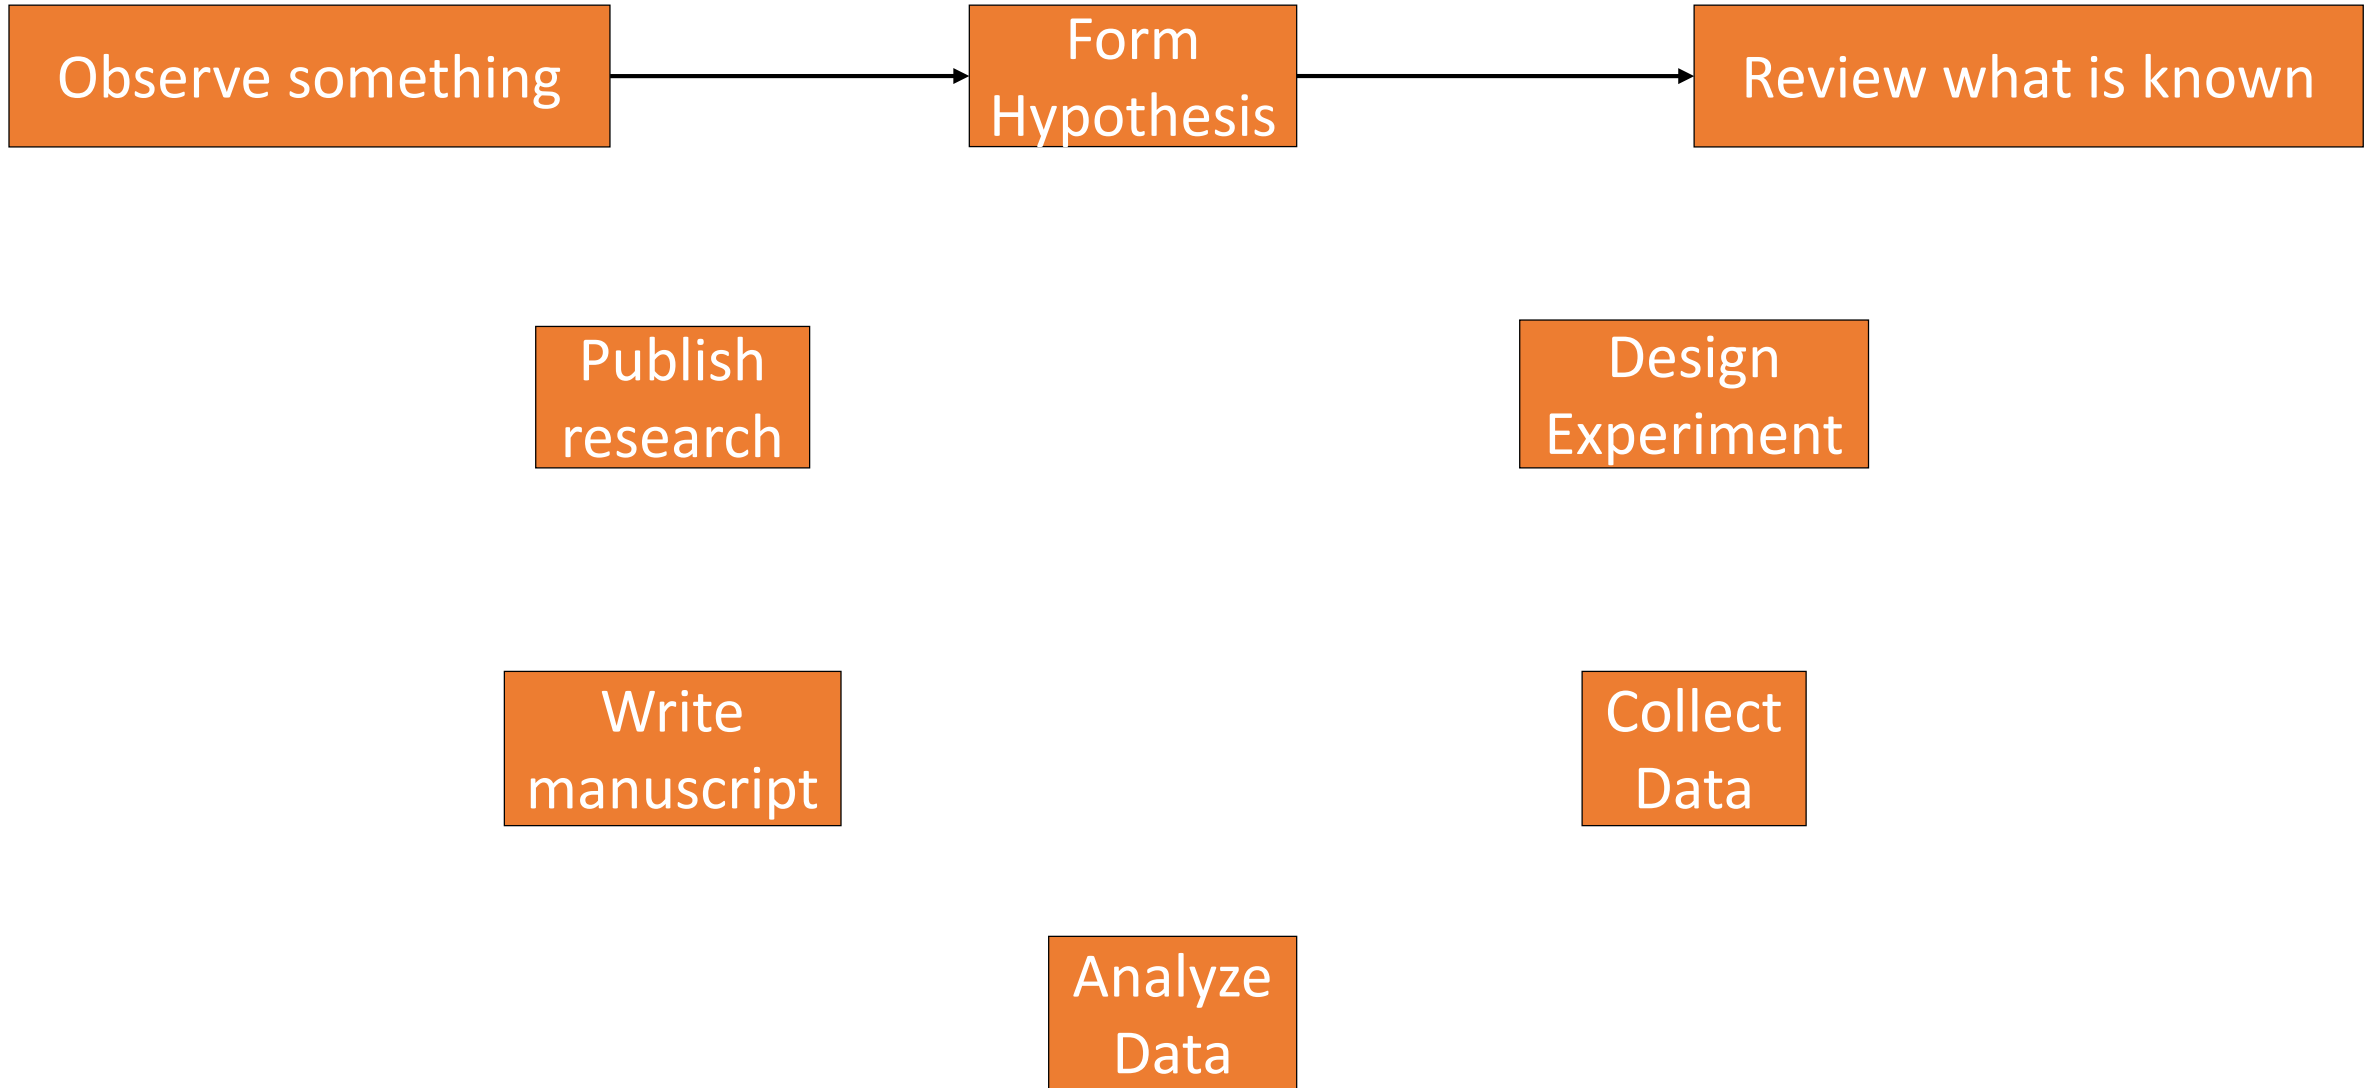 Observe something
Form
Hypothesis
Review what is known
Publish
research
Design
Experiment
Write
manuscript
Collect
Data
Analyze
Data